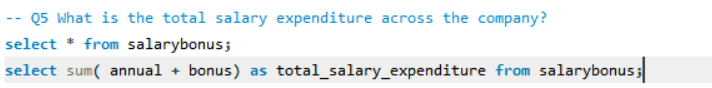 -- Q5 What is the total salary expenditure across the company?
select * from salarybonus;
select sum( annual + bonus) as total_salary_expenditure from salarybonus;